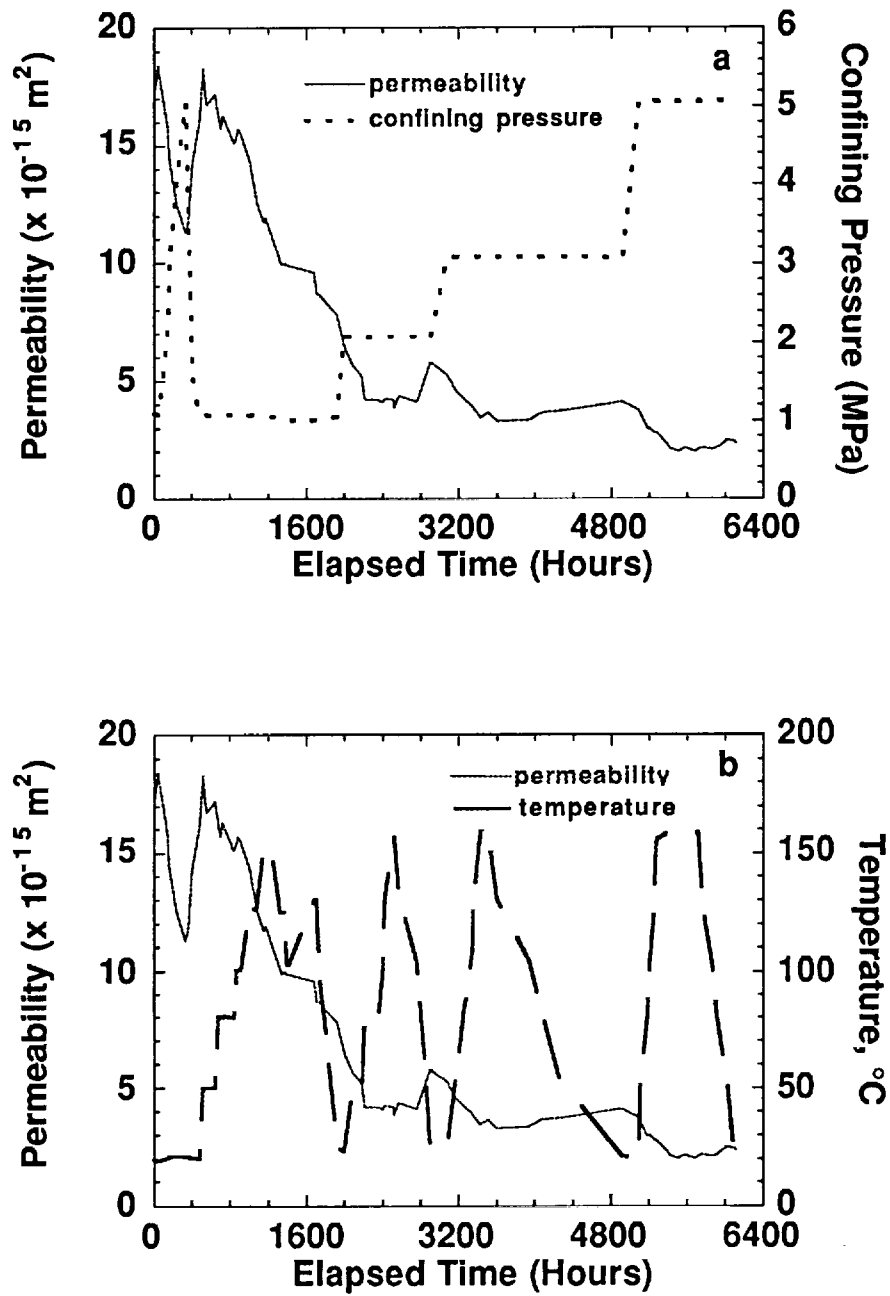 a
permeability
confining pressure
Permeability (x 10⁻¹⁵ m²)
20
15
10
5
0
6
5
4
3
2
1
0
Confining Pressure (MPa)
0 1600 3200 4800 6400
Elapsed Time (Hours)
b
permeability
temperature
Permeability (x 10⁻¹⁵ m²)
20
15
10
5
0
200
150
100
50
0
Temperature, °C
0 1600 3200 4800 6400
Elapsed Time (Hours)